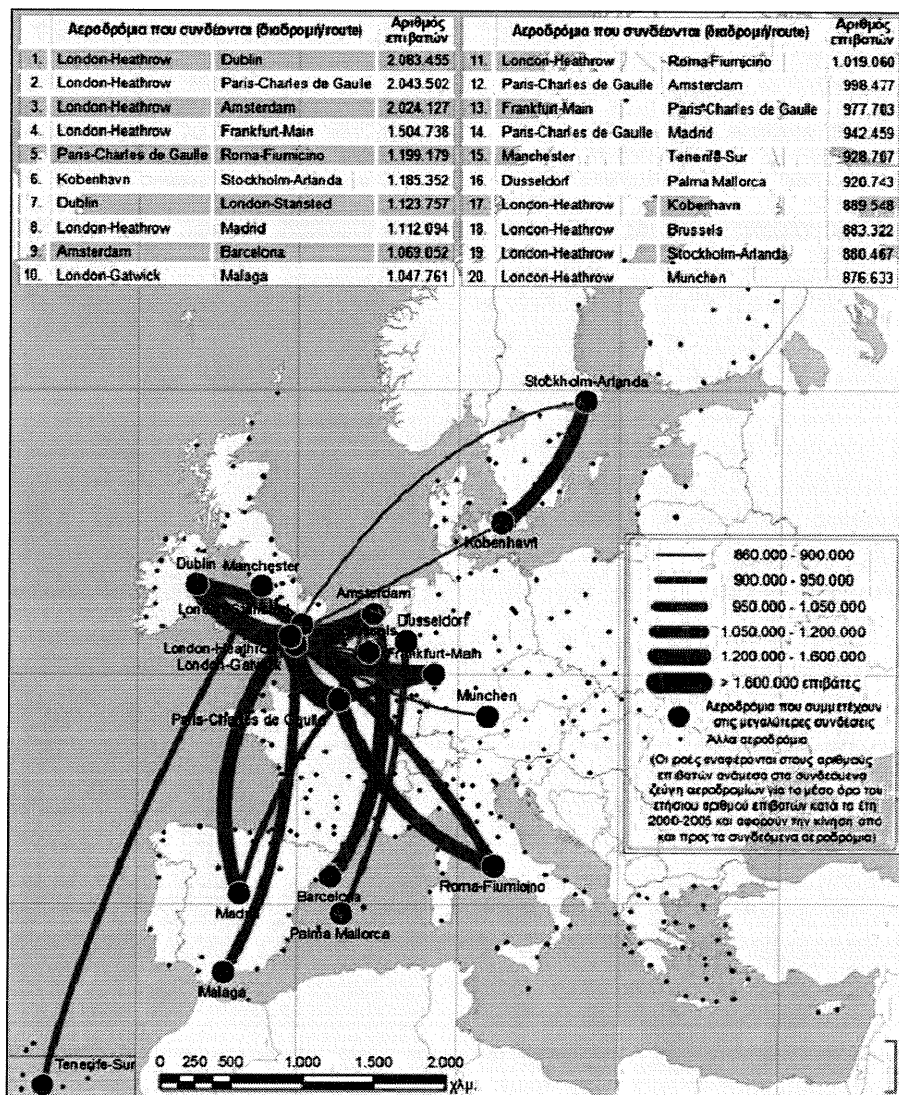 Αεροδρόμια που συνδέονται (διαδρομή/route) Αριθμός επιβατών
1. London-Heathrow Dublin 2.083.455
2. London-Heathrow Paris-Charles de Gaulle 2.043.502
3. London-Heathrow Amsterdam 2.024.127
4. London-Heathrow Frankfurt-Main 1.504.738
5. Paris-Charles de Gaulle Roma-Fiumicino 1.199.179
6. Kobenhavn Stockholm-Arlanda 1.185.352
7. Dublin London-Stansted 1.123.757
8. London-Heathrow Madrid 1.112.094
9. Amsterdam Barcelona 1.069.052
10. London-Gatwick Malaga 1.047.761
Αεροδρόμια που συνδέονται (διαδρομή/route) Αριθμός επιβατών
11. London-Heathrow Roma-Fiumicino 1.019.060
12. Paris-Charles de Gaulle Amsterdam 998.477
13. Frankfurt-Main Paris-Charles de Gaulle 977.703
14. Paris-Charles de Gaulle Madrid 942.459
15. Manchester Tenerife-Sur 928.707
16. Dusseldorf Palma Mallorca 920.743
17. London-Heathrow Kobenhavn 889.548
18. London-Heathrow Brussels 883.322
19. London-Heathrow Stockholm-Arlanda 880.467
20. London-Heathrow Munchen 876.633
Stockholm-Arlanda
Kobenhavn
Dublin
Manchester
Amsterdam
London-Stansted
Dusseldorf
London-Heathrow
Frankfurt-Main
London-Gatwick
Munchen
Paris-Charles de Gaulle
Roma-Fiumicino
Barcelona
Madrid
Palma Mallorca
Malaga
Tenerife-Sur
860.000 - 900.000
900.000 - 950.000
950.000 - 1.050.000
1.050.000 - 1.200.000
1.200.000 - 1.600.000
> 1.600.000 επιβάτες
Αεροδρόμια που συμμετέχουν
στις μεγαλύτερες συνδέσεις
Άλλα αεροδρόμια
(Οι ροές αναφέρονται στους αριθμούς
επιβατών ανάμεσα στα συνδεόμενα
ζεύγη αεροδρομίων για το μέσο όρο του
ετήσιου αριθμού επιβατών κατά τα έτη
2000-2005 και αφορούν την κίνηση από
και προς τα συνδεόμενα αεροδρόμια)
0 250 500 1.000 1.500 2.000
χλμ.